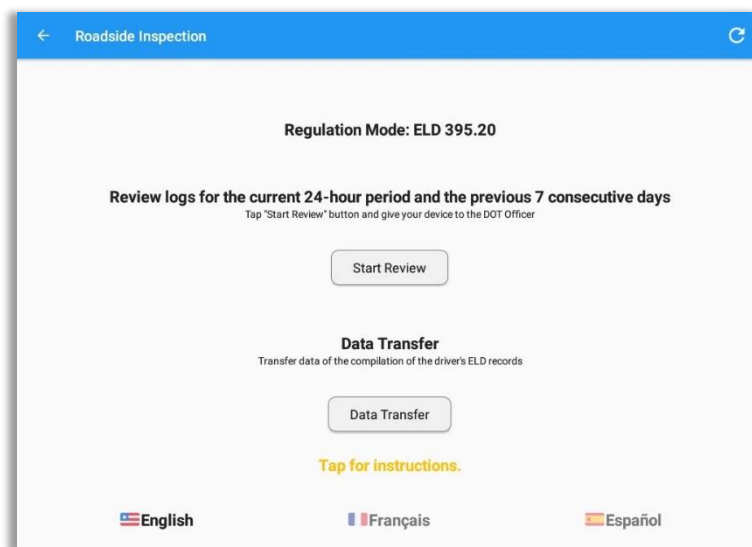 Roadside Inspection
Regulation Mode: ELD 395.20
Review logs for the current 24-hour period and the previous 7 consecutive days
Tap "Start Review" button and give your device to the DOT Officer
Start Review
Data Transfer
Transfer data of the compilation of the driver's ELD records
Data Transfer
Tap for instructions.
English Français Español